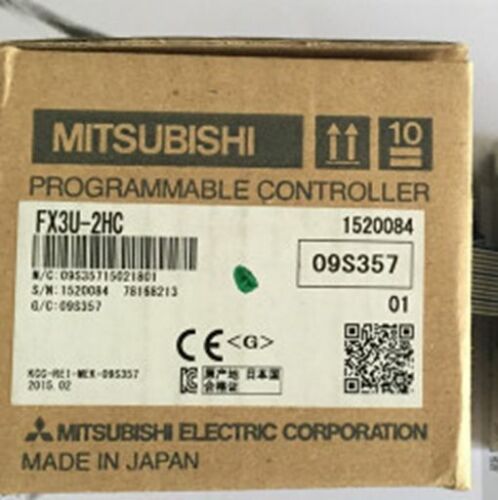 MITSUBISHI
10
PROGRAMMABLE CONTROLLER
FX3U-2HC 1520084
M/C:09S35715021801 09S357
S/N:1520084 78168213
G/C:09S357 01
CE <G>
KCC-REI-MEK-09S357
2015.02
原产地 日本国
合格证
MITSUBISHI ELECTRIC CORPORATION
MADE IN JAPAN